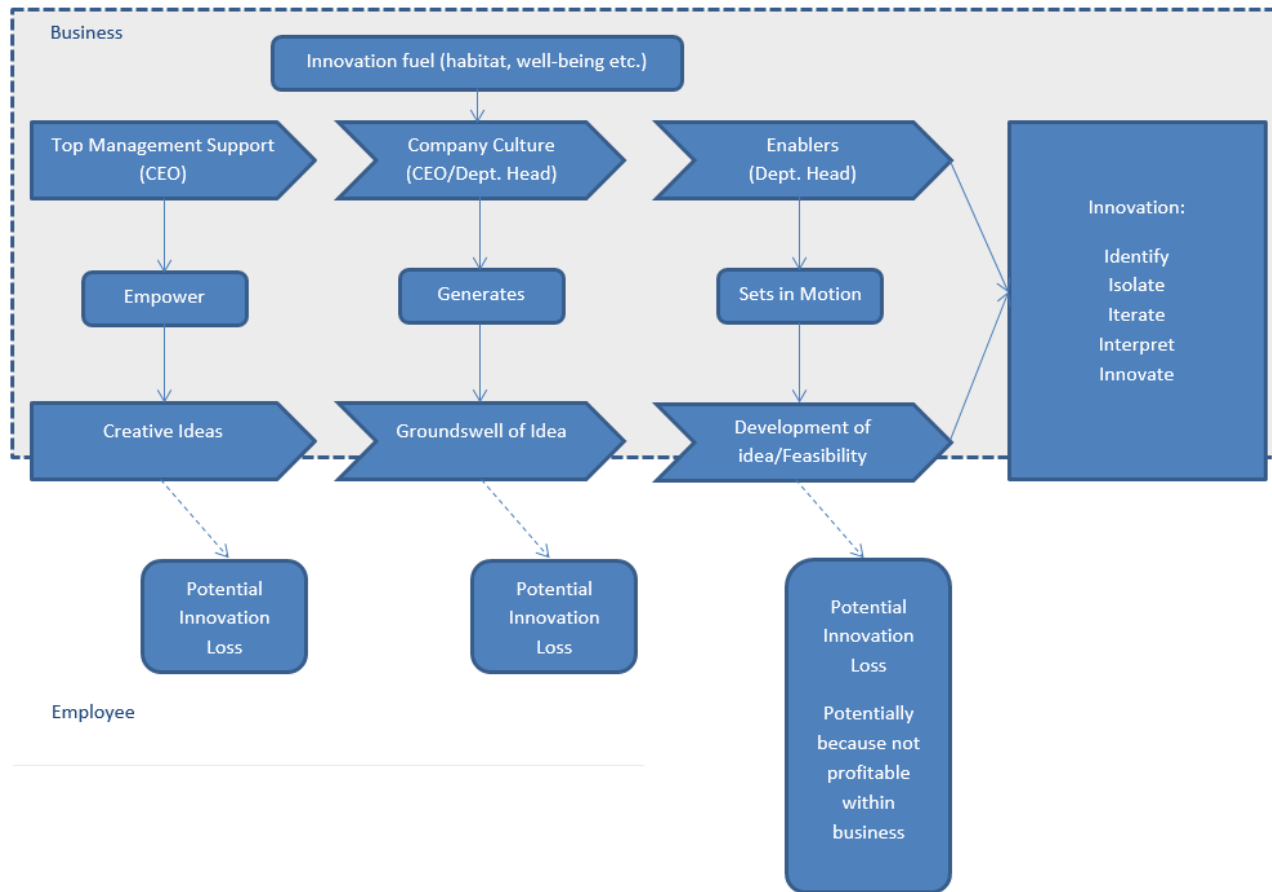 Business
Innovation fuel (habitat, well-being etc.)
Top Management Support
(CEO)
Company Culture
(CEO/Dept. Head)
Enablers
(Dept. Head)
Innovation:
Identify
Isolate
Iterate
Interpret
Innovate
Empower
Generates
Sets in Motion
Creative Ideas
Groundswell of Idea
Development of
idea/Feasibility
Potential
Innovation
Loss
Potential
Innovation
Loss
Potential
Innovation
Loss
Potentially
because not
profitable
within
business
Employee